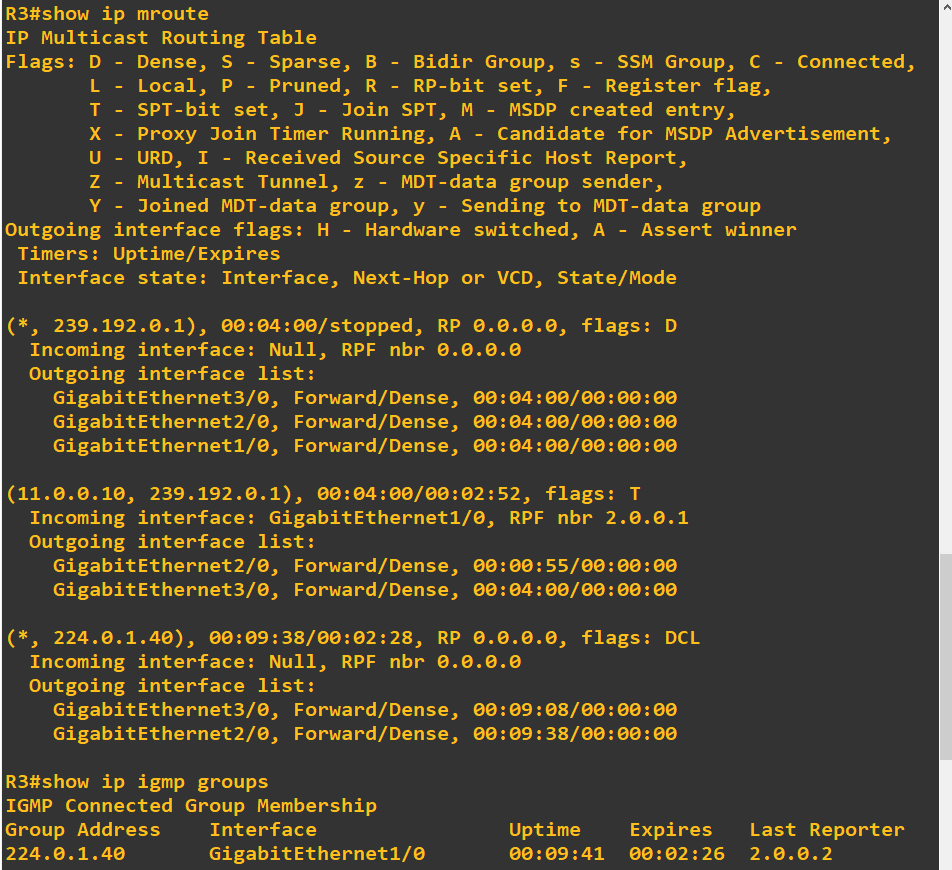 R3#show ip mroute
IP Multicast Routing Table
Flags: D - Dense, S - Sparse, B - Bidir Group, s - SSM Group, C - Connected,
       L - Local, P - Pruned, R - RP-bit set, F - Register flag,
       T - SPT-bit set, J - Join SPT, M - MSDP created entry,
       X - Proxy Join Timer Running, A - Candidate for MSDP Advertisement,
       U - URD, I - Received Source Specific Host Report,
       Z - Multicast Tunnel, z - MDT-data group sender,
       Y - Joined MDT-data group, y - Sending to MDT-data group
Outgoing interface flags: H - Hardware switched, A - Assert winner
 Timers: Uptime/Expires
 Interface state: Interface, Next-Hop or VCD, State/Mode

(*, 239.192.0.1), 00:04:00/stopped, RP 0.0.0.0, flags: D
  Incoming interface: Null, RPF nbr 0.0.0.0
  Outgoing interface list:
    GigabitEthernet3/0, Forward/Dense, 00:04:00/00:00:00
    GigabitEthernet2/0, Forward/Dense, 00:04:00/00:00:00
    GigabitEthernet1/0, Forward/Dense, 00:04:00/00:00:00

(11.0.0.10, 239.192.0.1), 00:04:00/00:02:52, flags: T
  Incoming interface: GigabitEthernet1/0, RPF nbr 2.0.0.1
  Outgoing interface list:
    GigabitEthernet2/0, Forward/Dense, 00:00:55/00:00:00
    GigabitEthernet3/0, Forward/Dense, 00:04:00/00:00:00

(*, 224.0.1.40), 00:09:38/00:02:28, RP 0.0.0.0, flags: DCL
  Incoming interface: Null, RPF nbr 0.0.0.0
  Outgoing interface list:
    GigabitEthernet3/0, Forward/Dense, 00:09:08/00:00:00
    GigabitEthernet2/0, Forward/Dense, 00:09:38/00:00:00

R3#show ip igmp groups
IGMP Connected Group Membership
Group Address    Interface                Uptime    Expires   Last Reporter
224.0.1.40       GigabitEthernet1/0       00:09:41  00:02:26  2.0.0.2